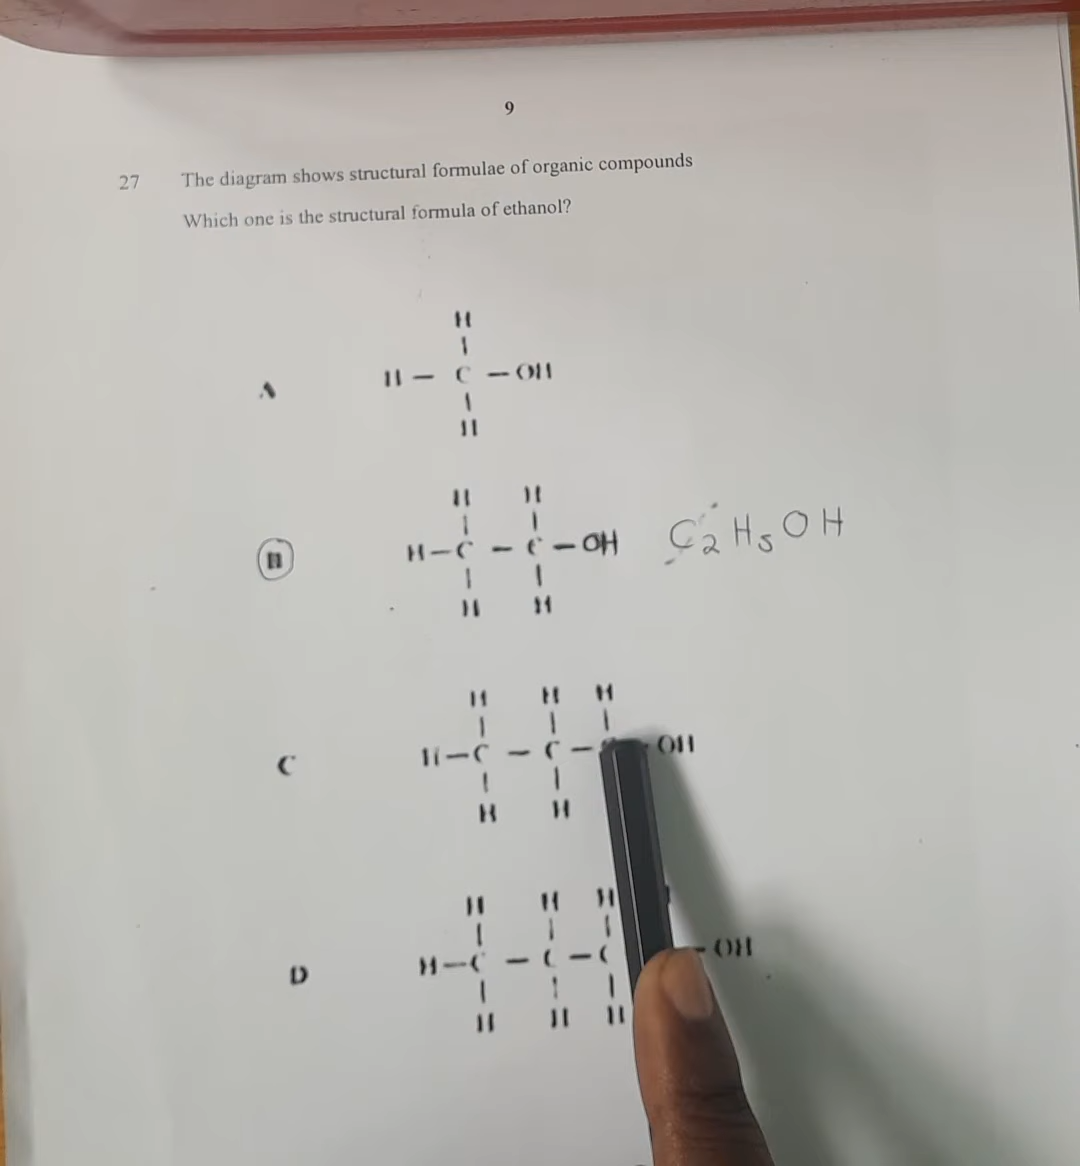 9
27 The diagram shows structural formulae of organic compounds
Which one is the structural formula of ethanol?
H
|
A H — C — OH
|
H
H H
| |
B H — C — C — OH C₂H₅OH
| |
H H
H H H
| | |
C H — C — C — OH
| |
H H
H H H
| | |
D H — C — C — C — OH
| | |
H H H